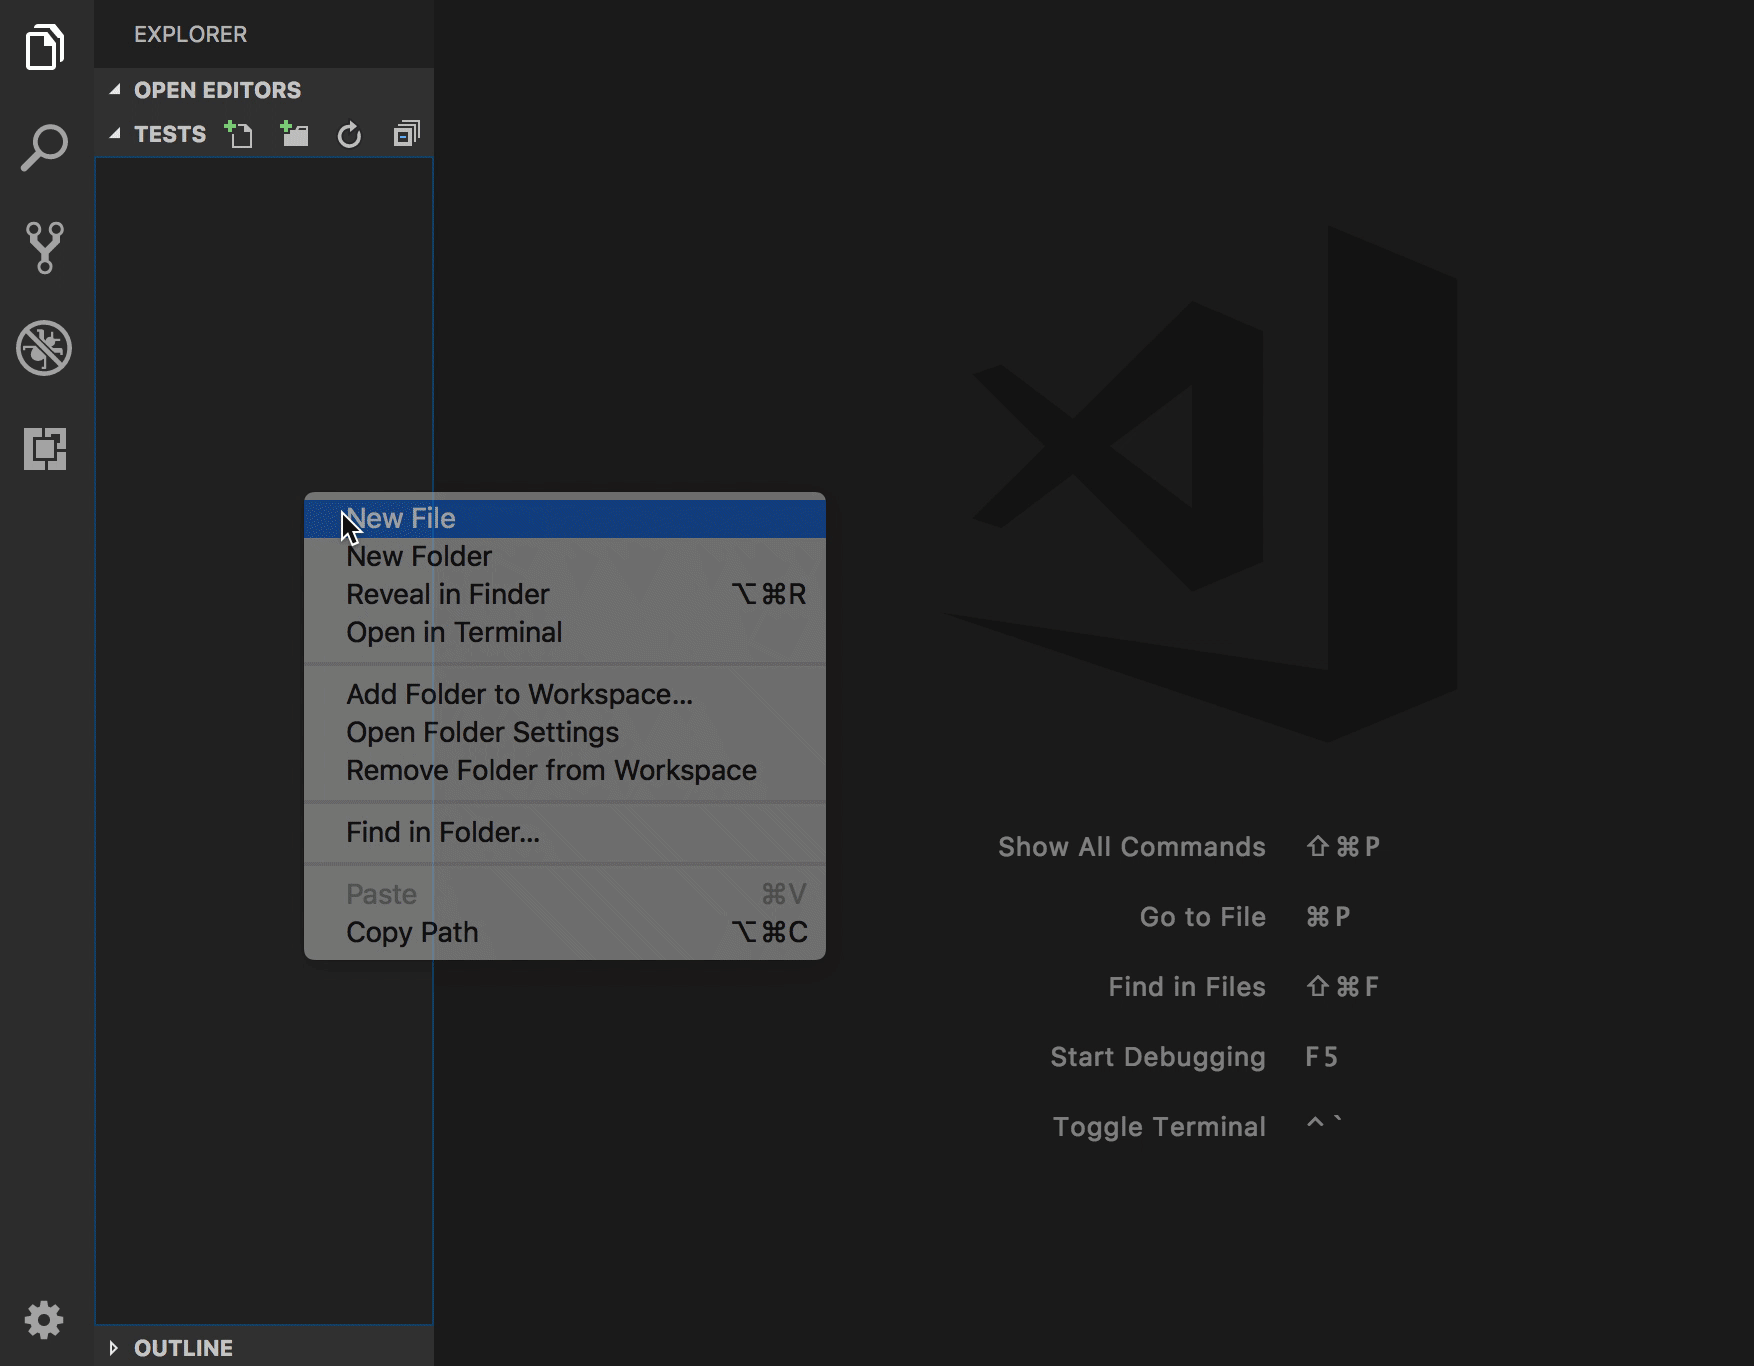 EXPLORER
OPEN EDITORS
TESTS
New File
New Folder
Reveal in Finder ⌥⌘R
Open in Terminal
Add Folder to Workspace...
Open Folder Settings
Remove Folder from Workspace
Find in Folder...
Paste ⌘V
Copy Path ⌥⌘C
Show All Commands ⇧⌘P
Go to File ⌘P
Find in Files ⇧⌘F
Start Debugging F5
Toggle Terminal ^`
OUTLINE